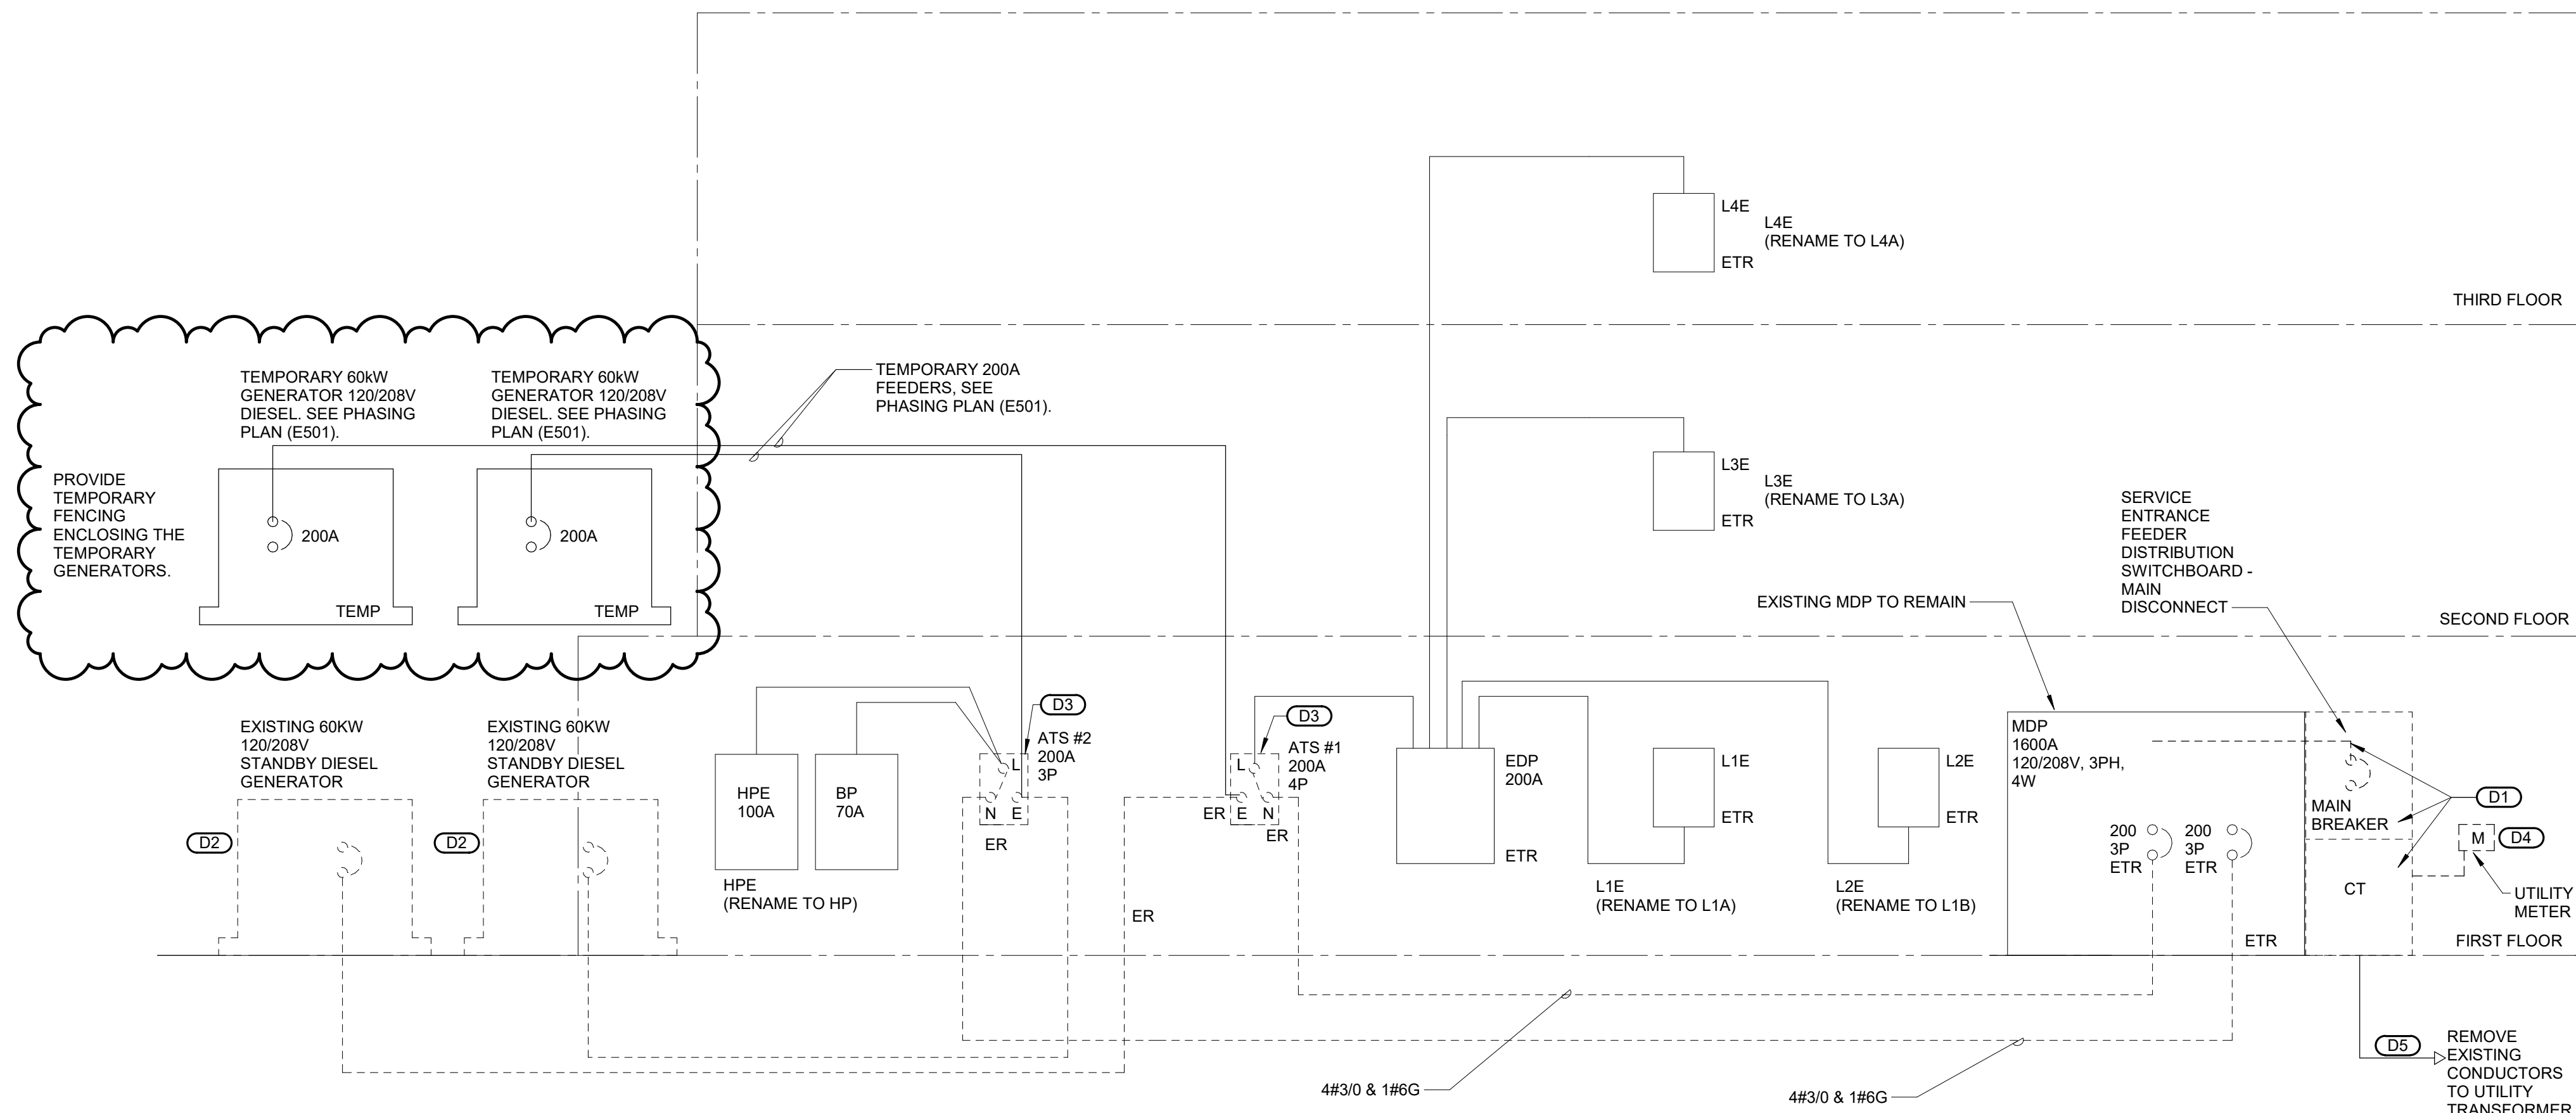 L4E
L4E
(RENAME TO L4A)
ETR
THIRD FLOOR
TEMPORARY 60kW
GENERATOR 120/208V
DIESEL. SEE PHASING
PLAN (E501).
TEMPORARY 60kW
GENERATOR 120/208V
DIESEL. SEE PHASING
PLAN (E501).
TEMPORARY 200A
FEEDERS, SEE
PHASING PLAN (E501).
PROVIDE
TEMPORARY
FENCING
ENCLOSING THE
TEMPORARY
GENERATORS.
200A
TEMP
200A
TEMP
L3E
L3E
(RENAME TO L3A)
ETR
SERVICE
ENTRANCE
FEEDER
DISTRIBUTION
SWITCHBOARD -
MAIN
DISCONNECT
EXISTING MDP TO REMAIN
SECOND FLOOR
EXISTING 60KW
120/208V
STANDBY DIESEL
GENERATOR
D2
EXISTING 60KW
120/208V
STANDBY DIESEL
GENERATOR
D2
HPE
100A
HPE
(RENAME TO HP)
BP
70A
D3
ATS #2
200A
3P
L
N E
ER
D3
ATS #1
200A
4P
L
ER E N
ER
ER
EDP
200A
ETR
L1E
ETR
L1E
(RENAME TO L1A)
L2E
ETR
L2E
(RENAME TO L1B)
MDP
1600A
120/208V, 3PH,
4W
200
3P
ETR
200
3P
ETR
ETR
MAIN
BREAKER
CT
D1
M
D4
UTILITY
METER
FIRST FLOOR
4#3/0 & 1#6G
4#3/0 & 1#6G
D5
REMOVE
EXISTING
CONDUCTORS
TO UTILITY
TRANSFORMER